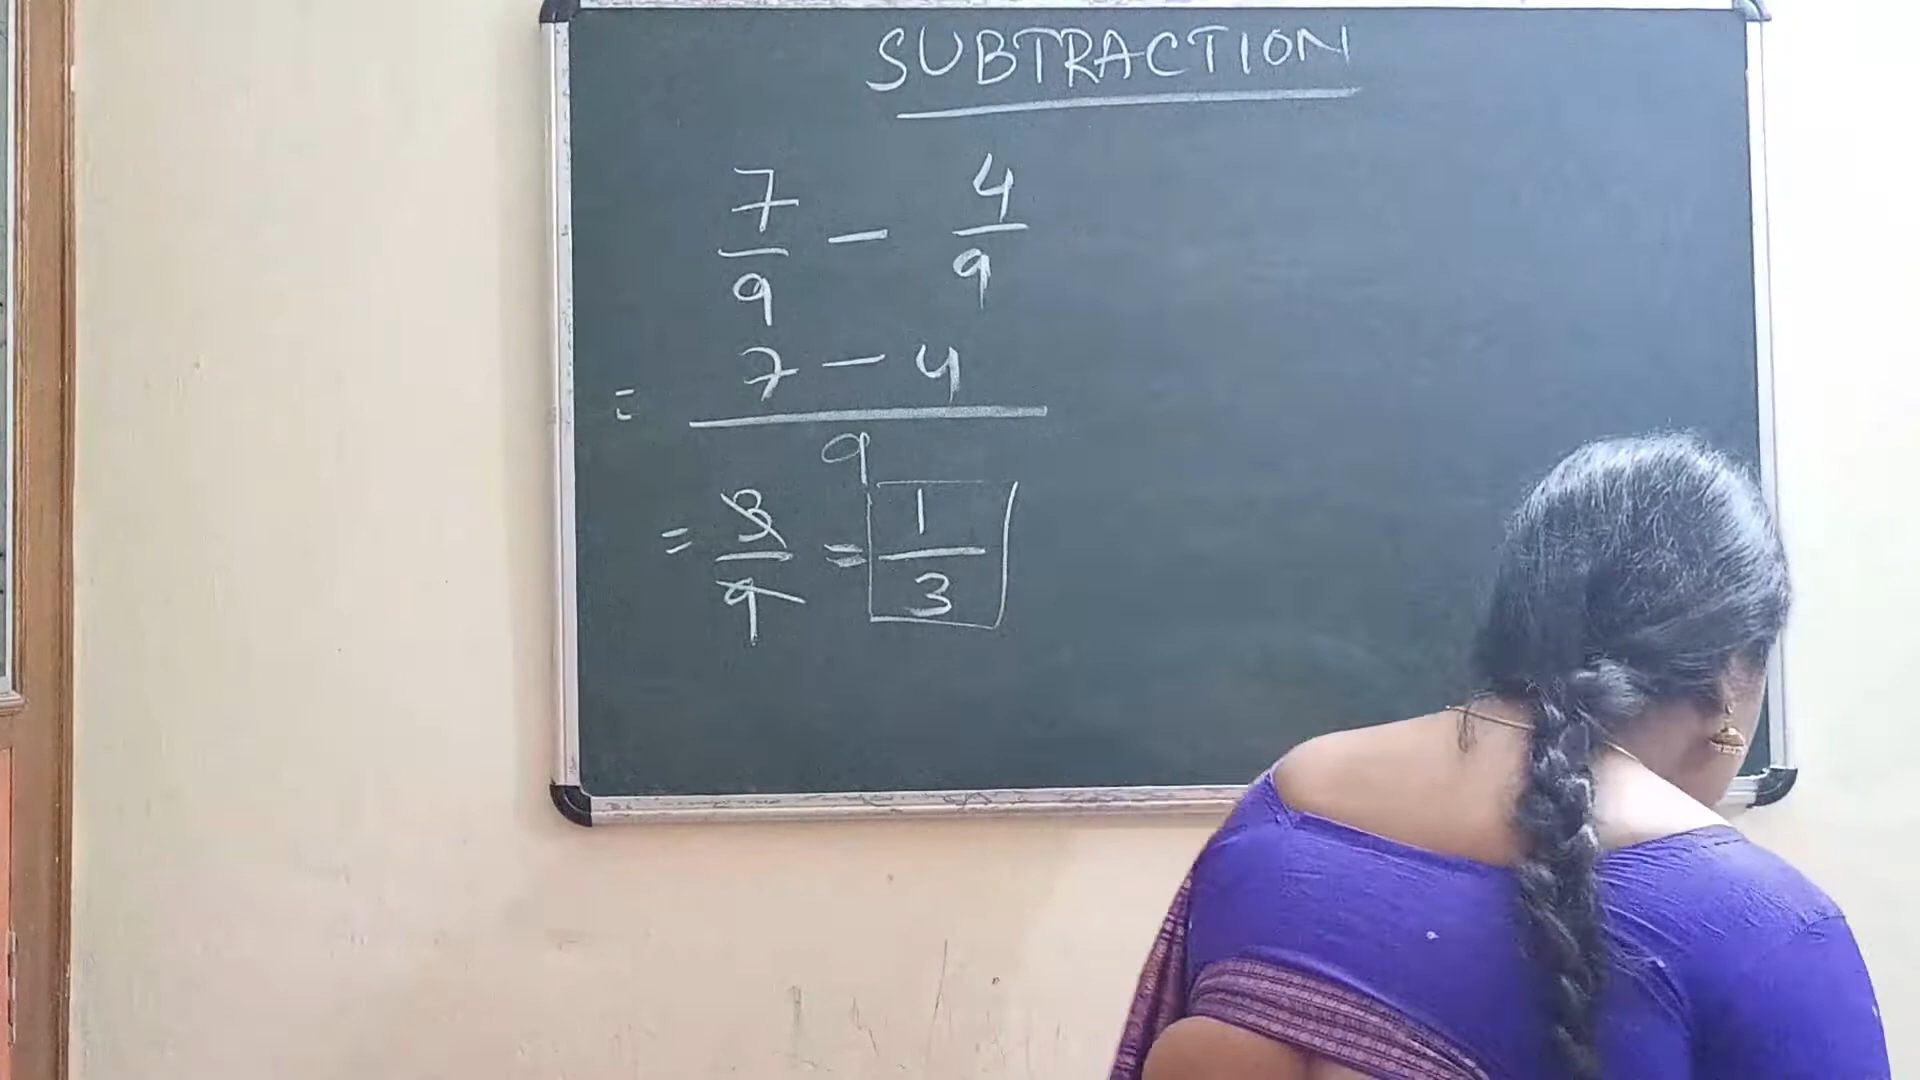 SUBTRACTION
7/9 - 4/9
= 7 - 4 / 9
= 3/9 = 1/3